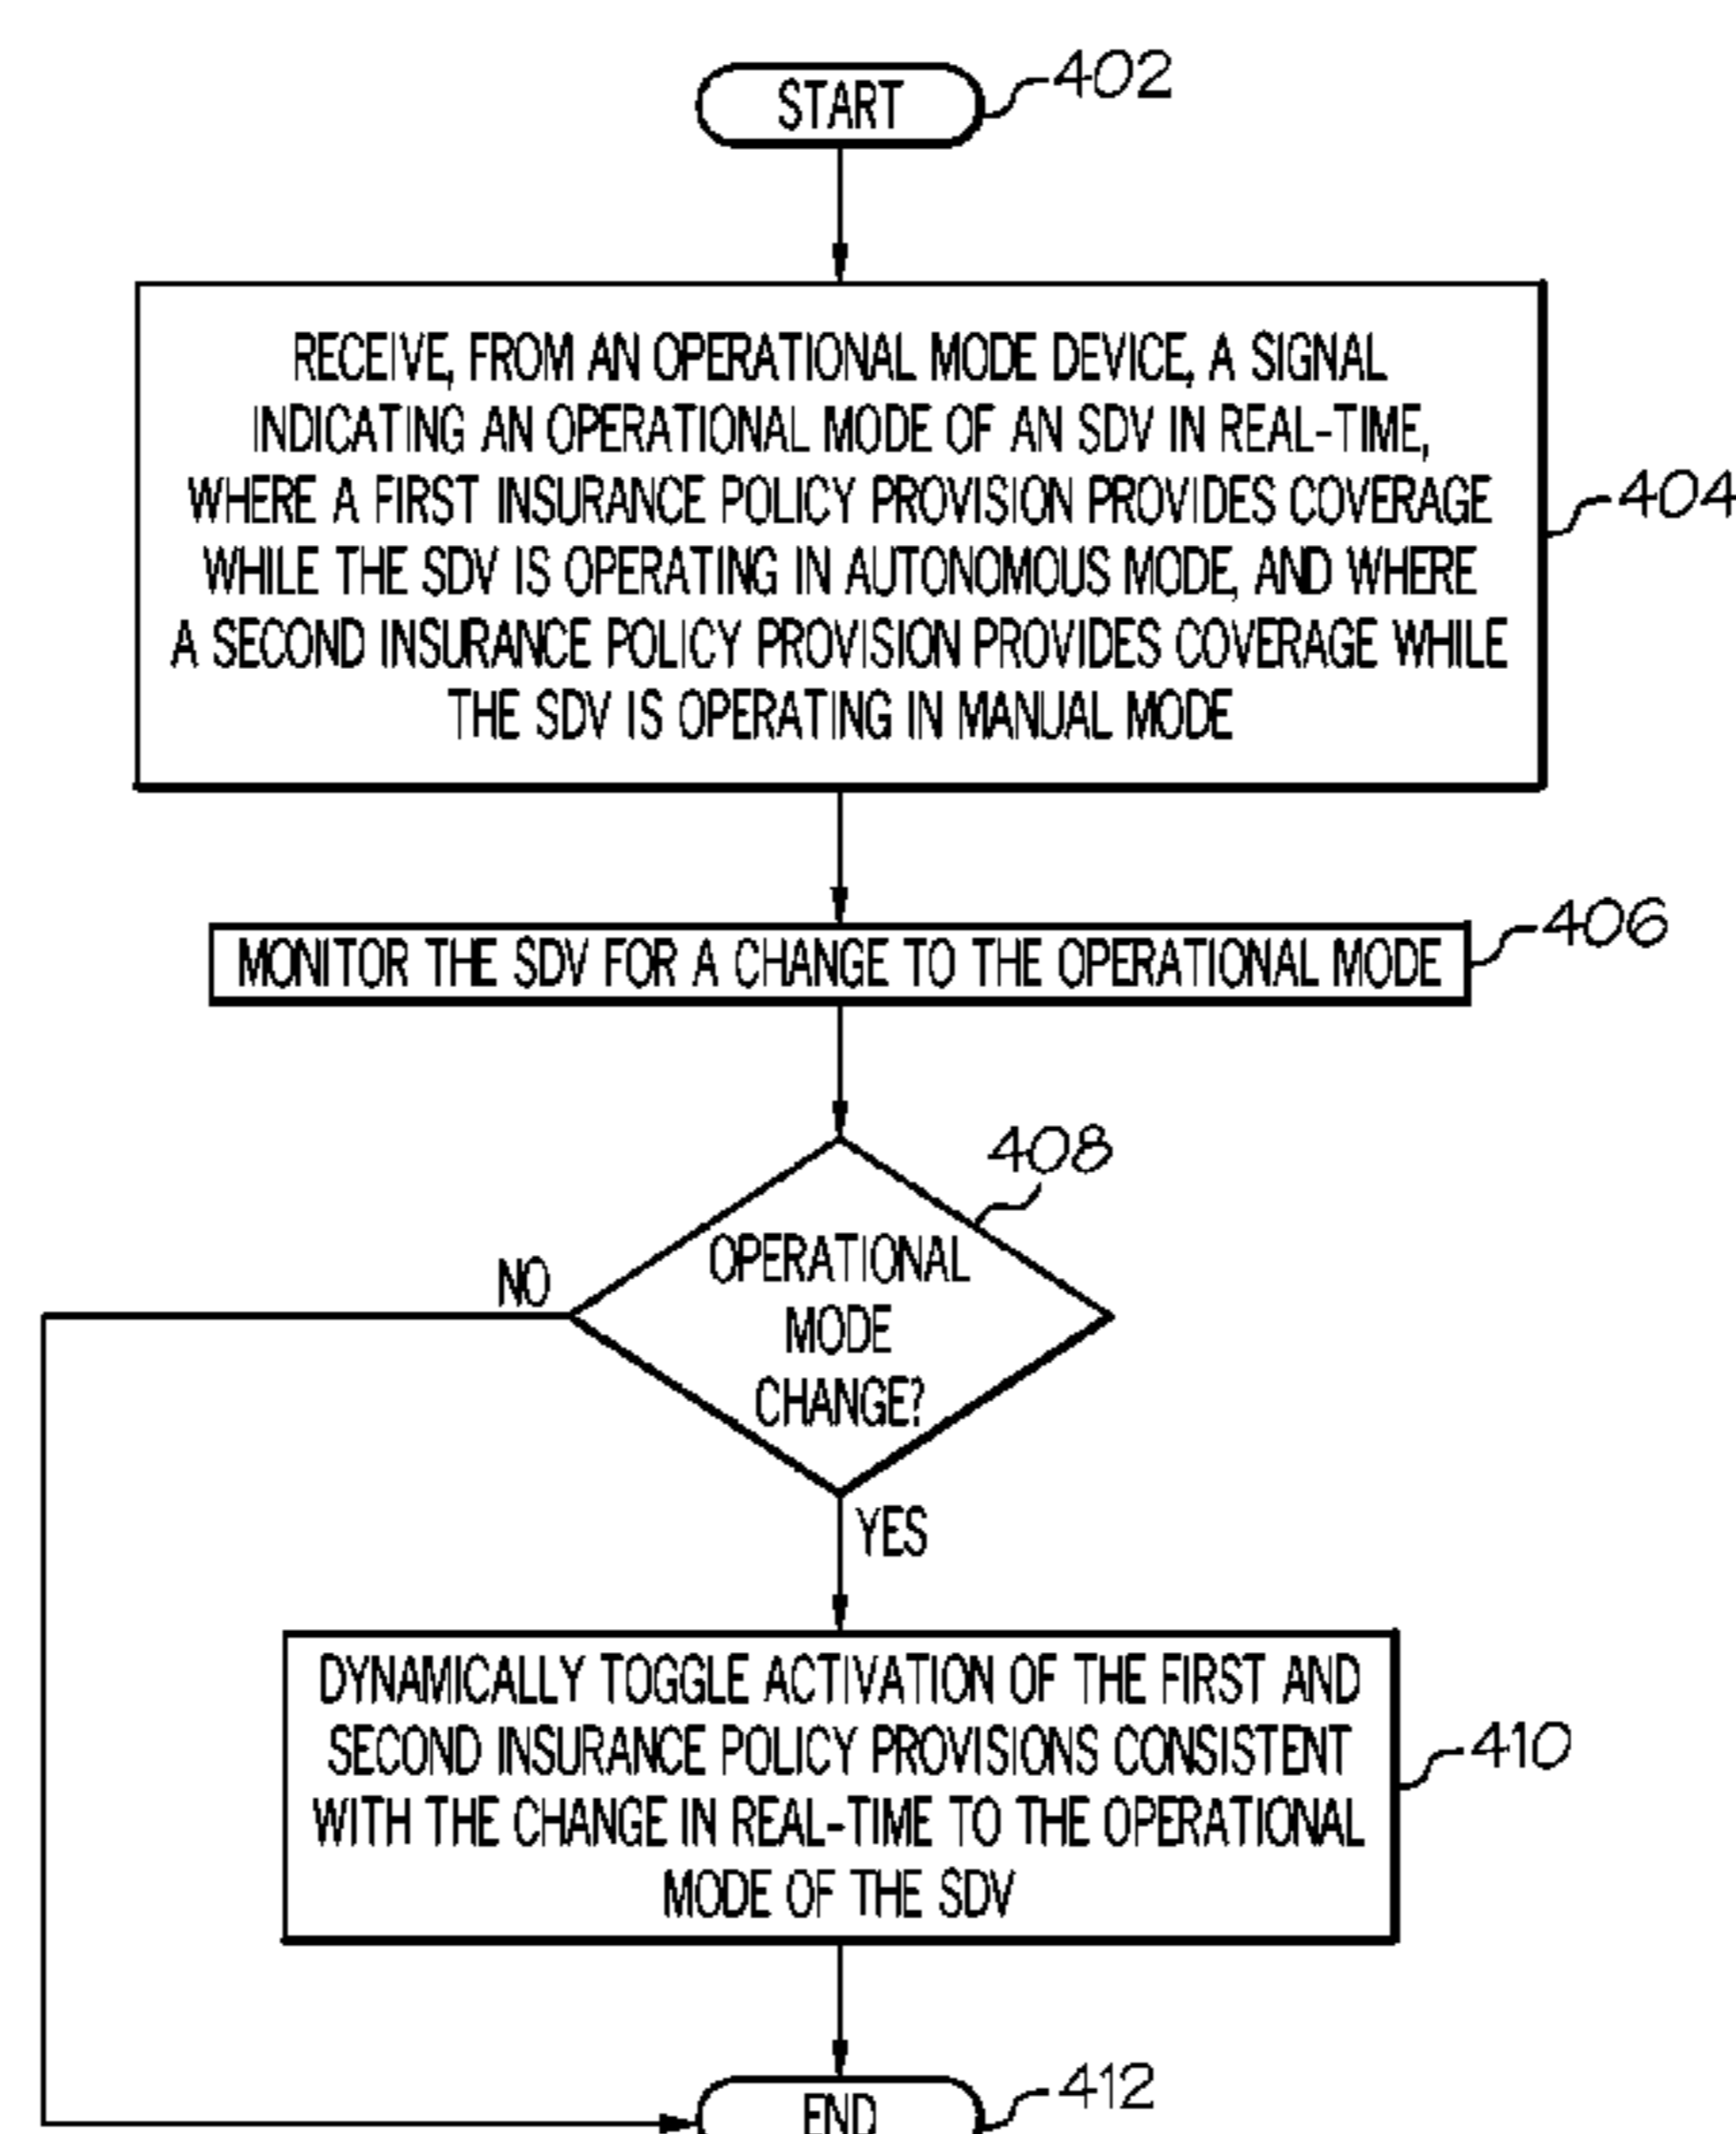 START
402
RECEIVE, FROM AN OPERATIONAL MODE DEVICE, A SIGNAL
INDICATING AN OPERATIONAL MODE OF AN SDV IN REAL-TIME,
WHERE A FIRST INSURANCE POLICY PROVISION PROVIDES COVERAGE
WHILE THE SDV IS OPERATING IN AUTONOMOUS MODE, AND WHERE
A SECOND INSURANCE POLICY PROVISION PROVIDES COVERAGE WHILE
THE SDV IS OPERATING IN MANUAL MODE
404
MONITOR THE SDV FOR A CHANGE TO THE OPERATIONAL MODE
406
408
OPERATIONAL
MODE
CHANGE?
NO
YES
DYNAMICALLY TOGGLE ACTIVATION OF THE FIRST AND
SECOND INSURANCE POLICY PROVISIONS CONSISTENT
WITH THE CHANGE IN REAL-TIME TO THE OPERATIONAL
MODE OF THE SDV
410
END
412